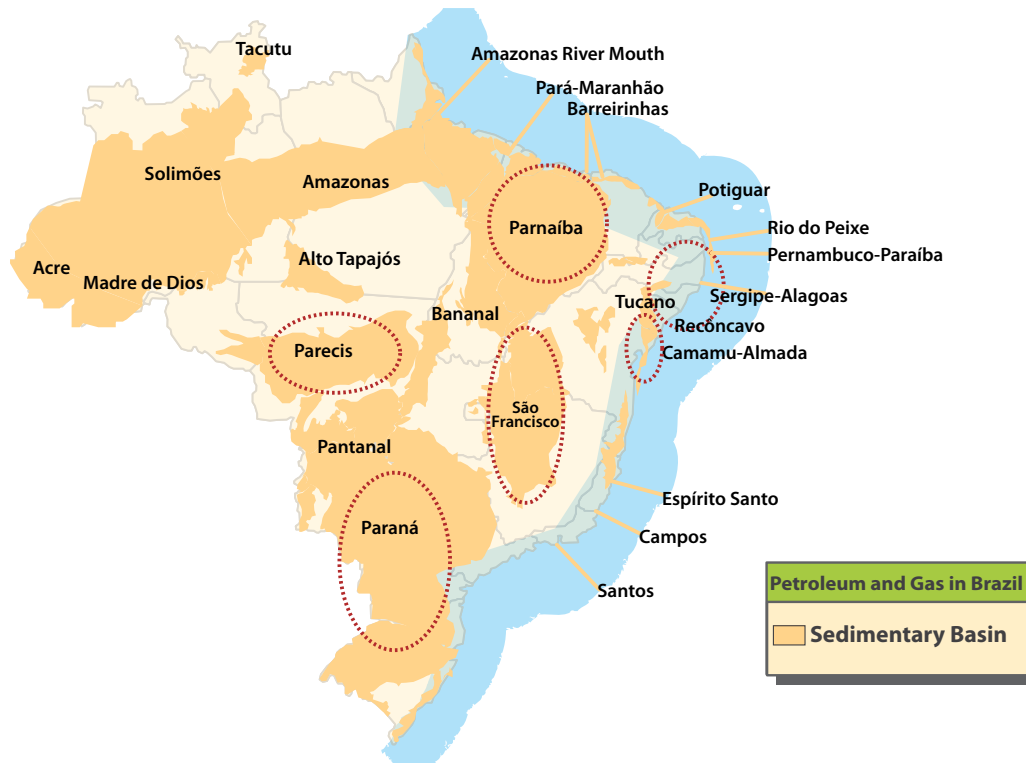 Tacutu
Amazonas River Mouth
Pará-Maranhão
Barreirinhas
Solimões
Amazonas
Potiguar
Parnaíba
Rio do Peixe
Pernambuco-Paraíba
Acre
Alto Tapajós
Madre de Dios
Sergipe-Alagoas
Tucano
Bananal
Recôncavo
Parecis
Camamu-Almada
São
Francisco
Pantanal
Espírito Santo
Paraná
Campos
Santos
Petroleum and Gas in Brazil
Sedimentary Basin